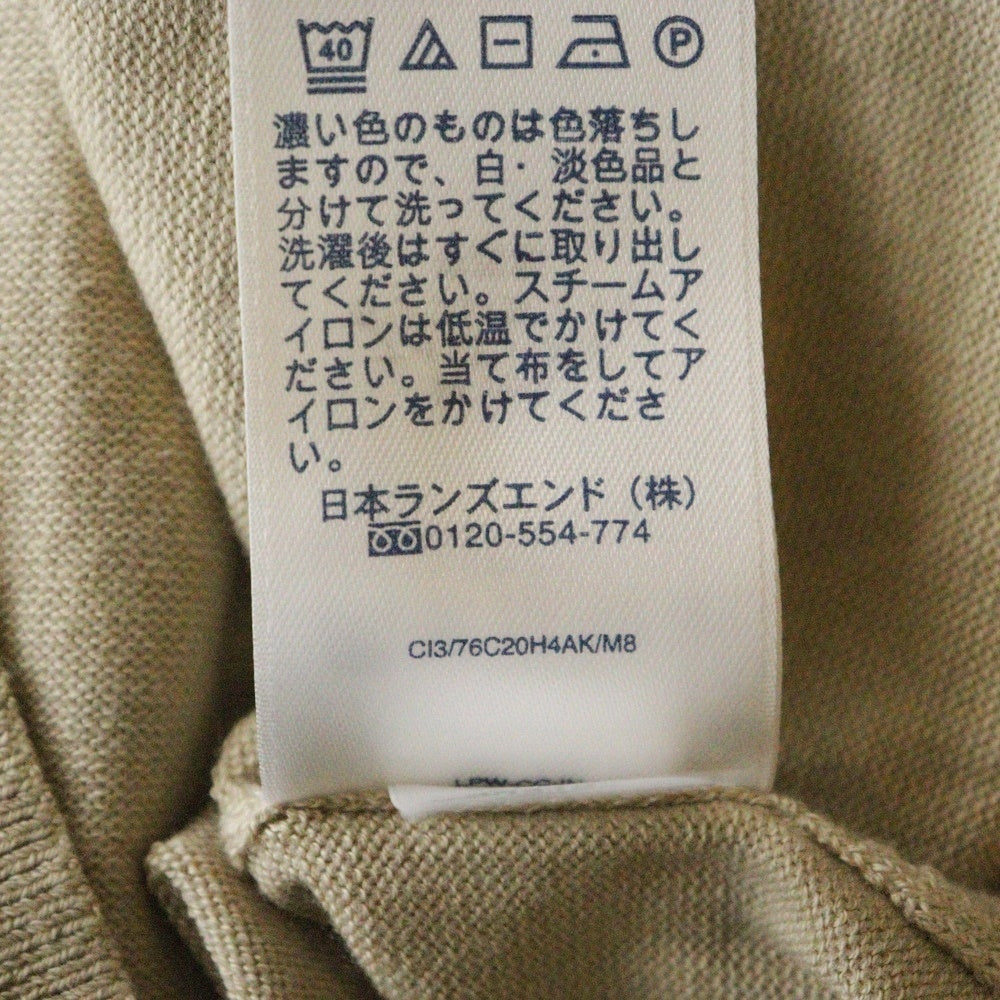 40 P
濃い色のものは色落ちし
ますので、白・淡色品と
分けて洗ってください。
洗濯後はすぐに取り出し
てください。スチームア
イロンは低温でかけてく
ださい。当て布をしてア
イロンをかけてくださ
い。
日本ランズエンド（株）
0120-554-774
CI3/76C20H4AK/M8